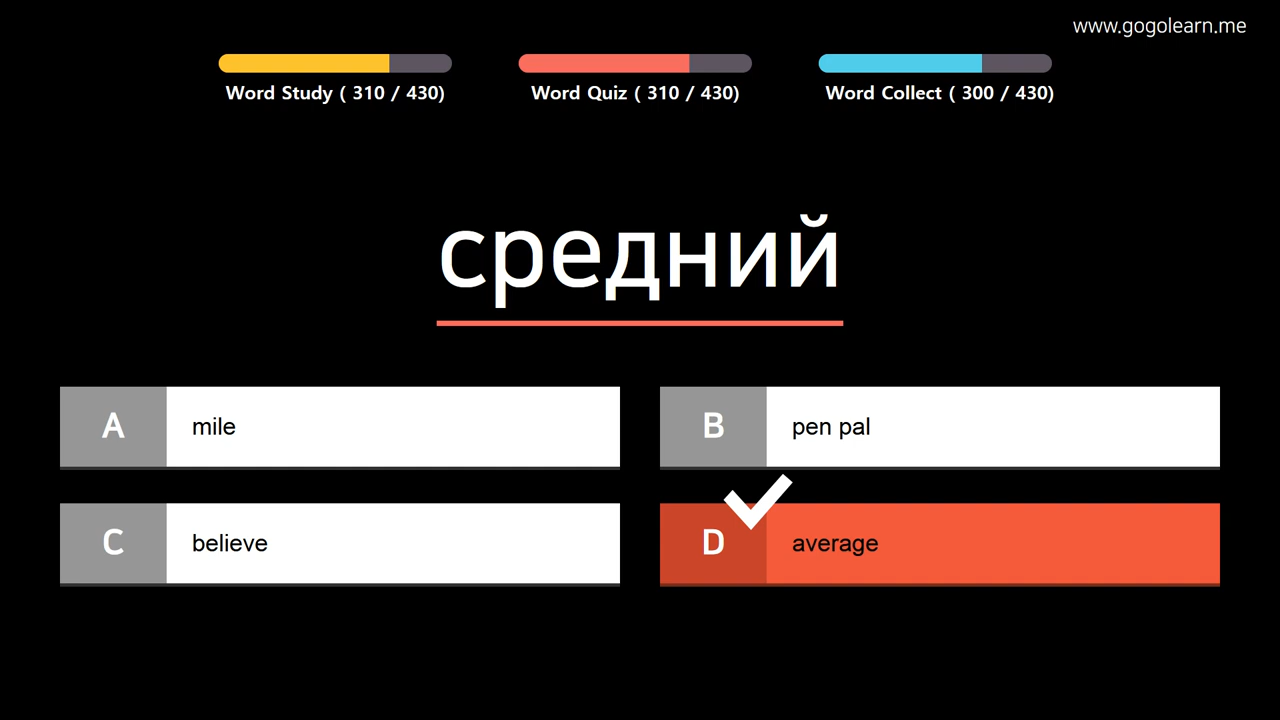 www.gogolearn.me
Word Study ( 310 / 430)
Word Quiz ( 310 / 430)
Word Collect ( 300 / 430)
средний
A mile
B pen pal
C believe
D average